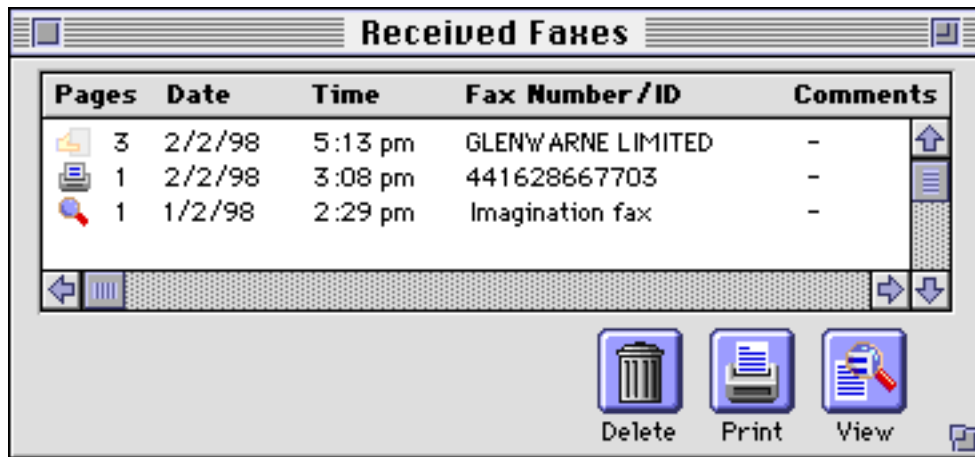 Received Faxes
Pages Date Time Fax Number/ID Comments
3 2/2/98 5:13 pm GLENWARNE LIMITED -
1 2/2/98 3:08 pm 441628667703 -
1 1/2/98 2:29 pm Imagination fax -
Delete Print View